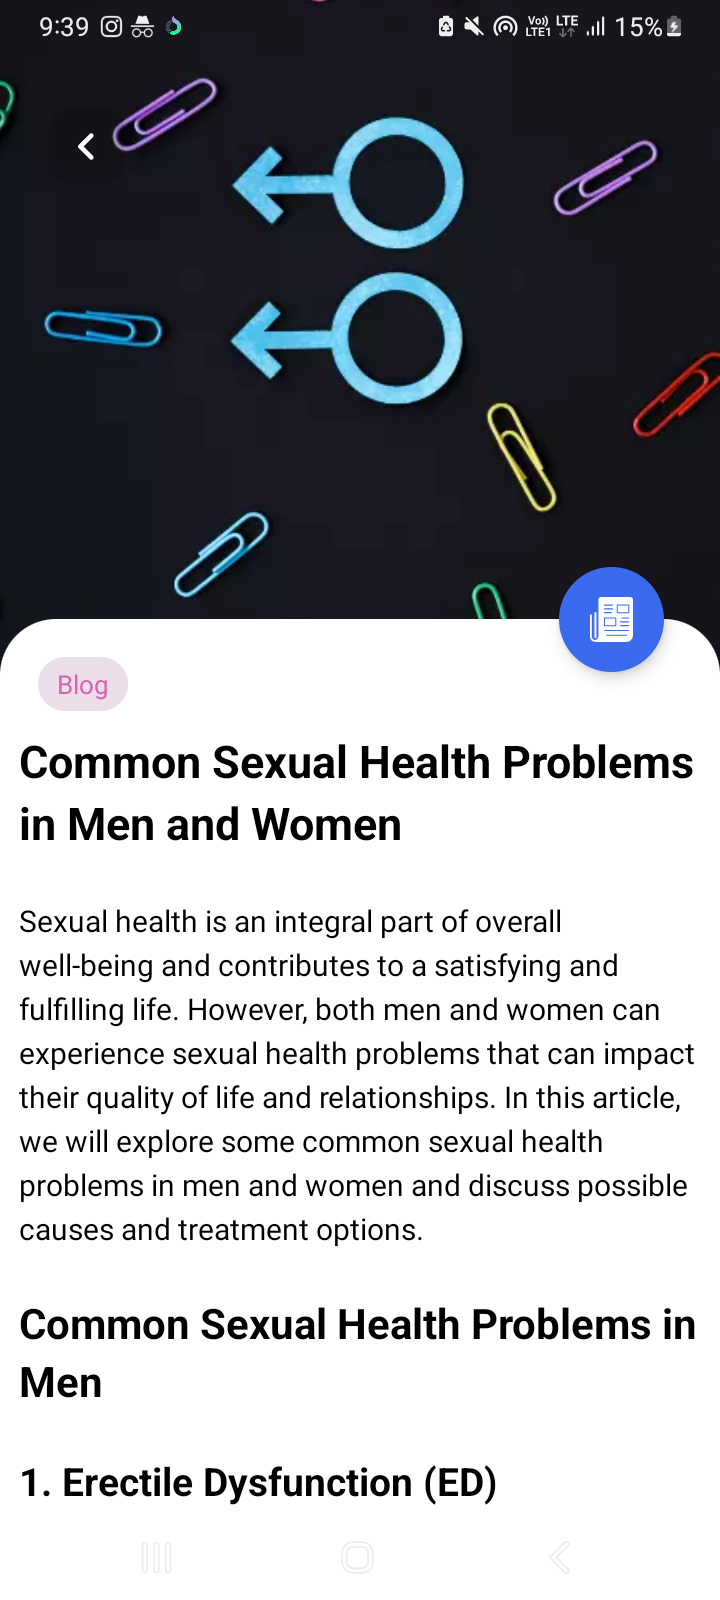 9:39
Vo)) LTE
LTE1
15%
Blog
Common Sexual Health Problems
in Men and Women
Sexual health is an integral part of overall
well-being and contributes to a satisfying and
fulfilling life. However, both men and women can
experience sexual health problems that can impact
their quality of life and relationships. In this article,
we will explore some common sexual health
problems in men and women and discuss possible
causes and treatment options.
Common Sexual Health Problems in
Men
1. Erectile Dysfunction (ED)